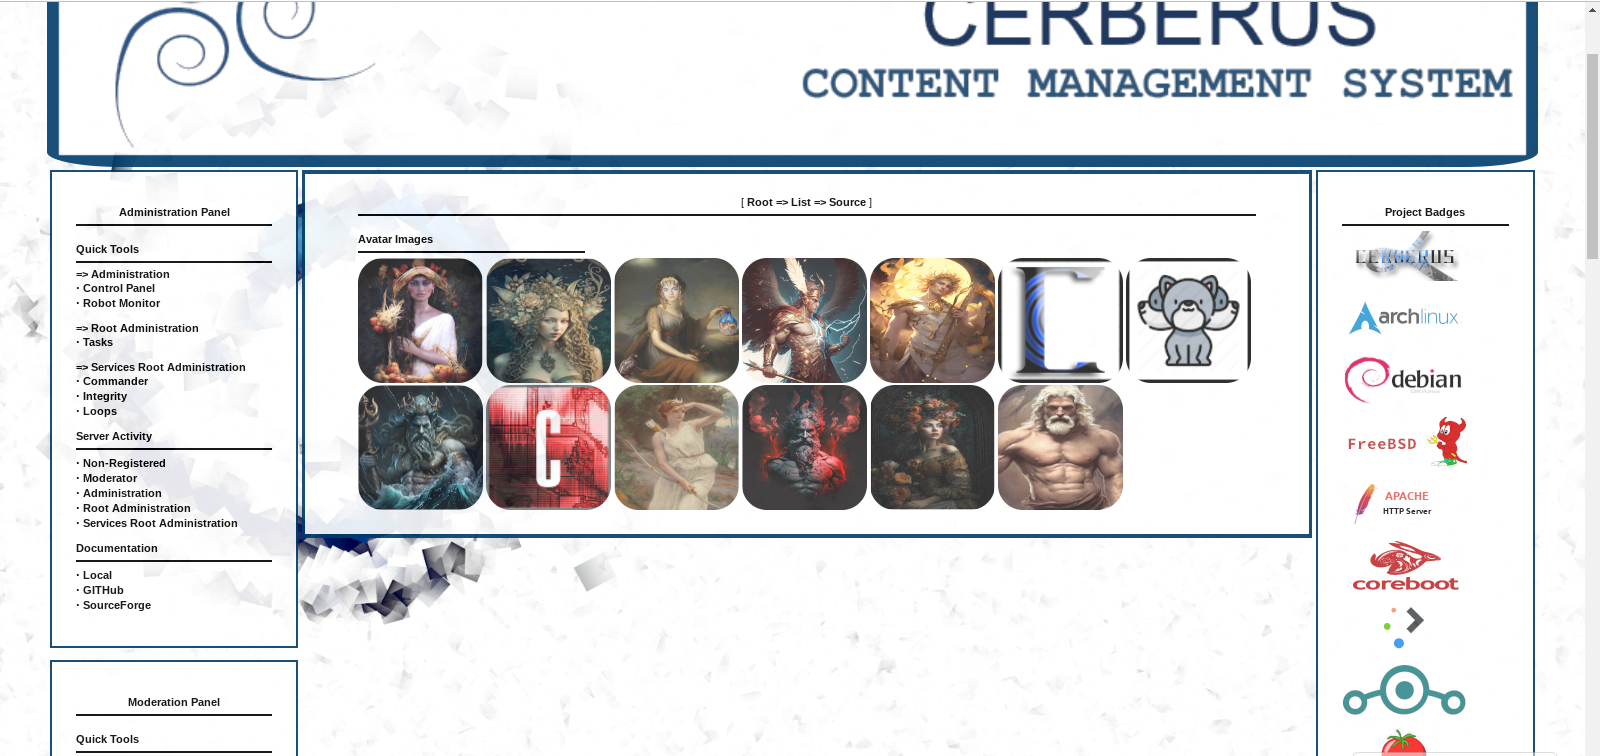 CERBERUS
CONTENT MANAGEMENT SYSTEM
Administration Panel
Quick Tools
=> Administration
· Control Panel
· Robot Monitor
=> Root Administration
· Tasks
=> Services Root Administration
· Commander
· Integrity
· Loops
Server Activity
· Non-Registered
· Moderator
· Administration
· Root Administration
· Services Root Administration
Documentation
· Local
· GITHub
· SourceForge
Moderation Panel
Quick Tools
[ Root => List => Source ]
Avatar Images
C
C
Project Badges
CERBERUS
archlinux
debian
FreeBSD
APACHE
HTTP Server
coreboot